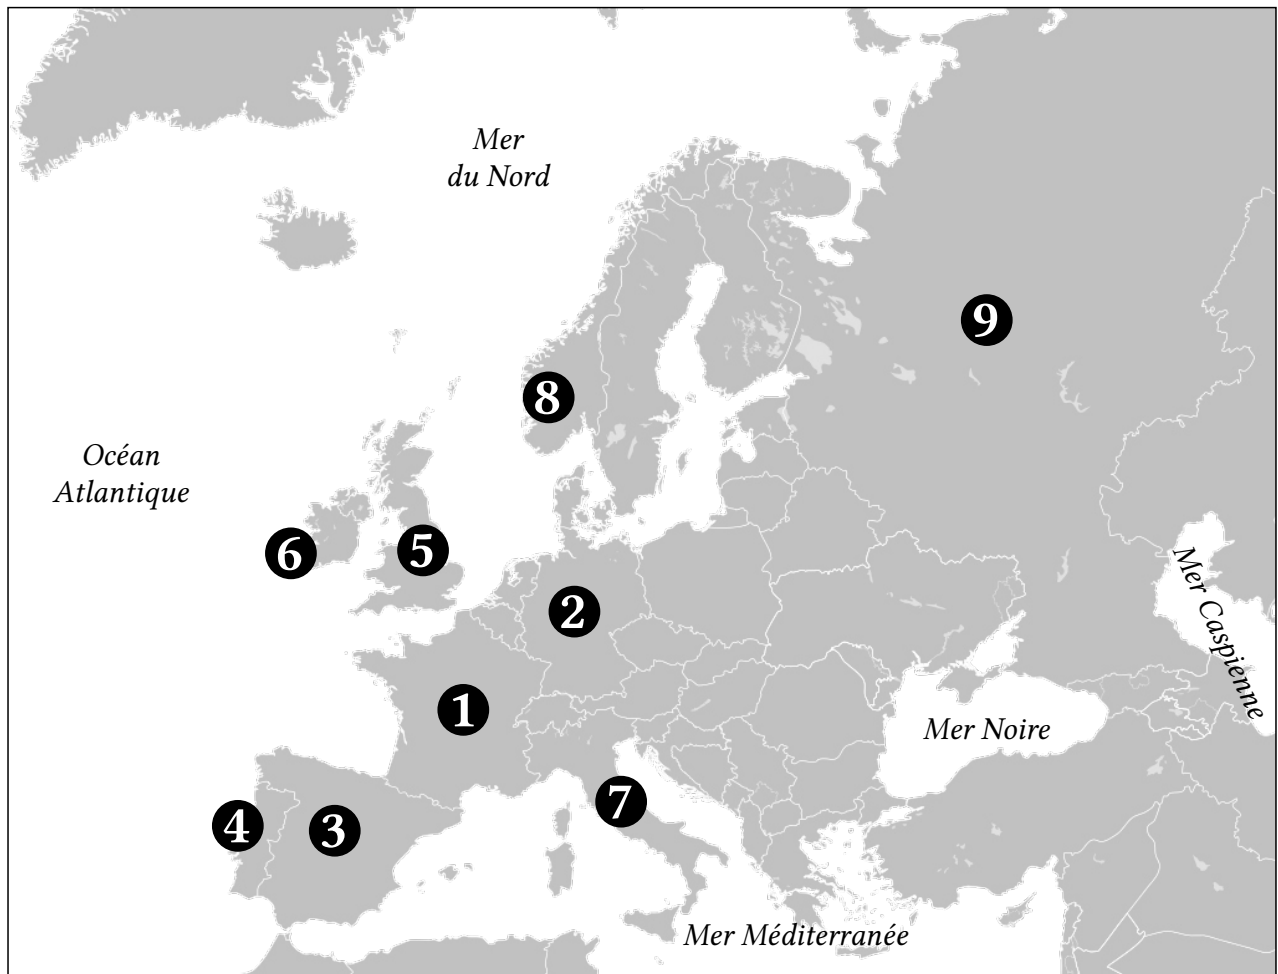 Mer
du Nord
9
8
Océan
Atlantique
6
5
2
Mer Caspienne
1
Mer Noire
7
4
3
Mer Méditerranée